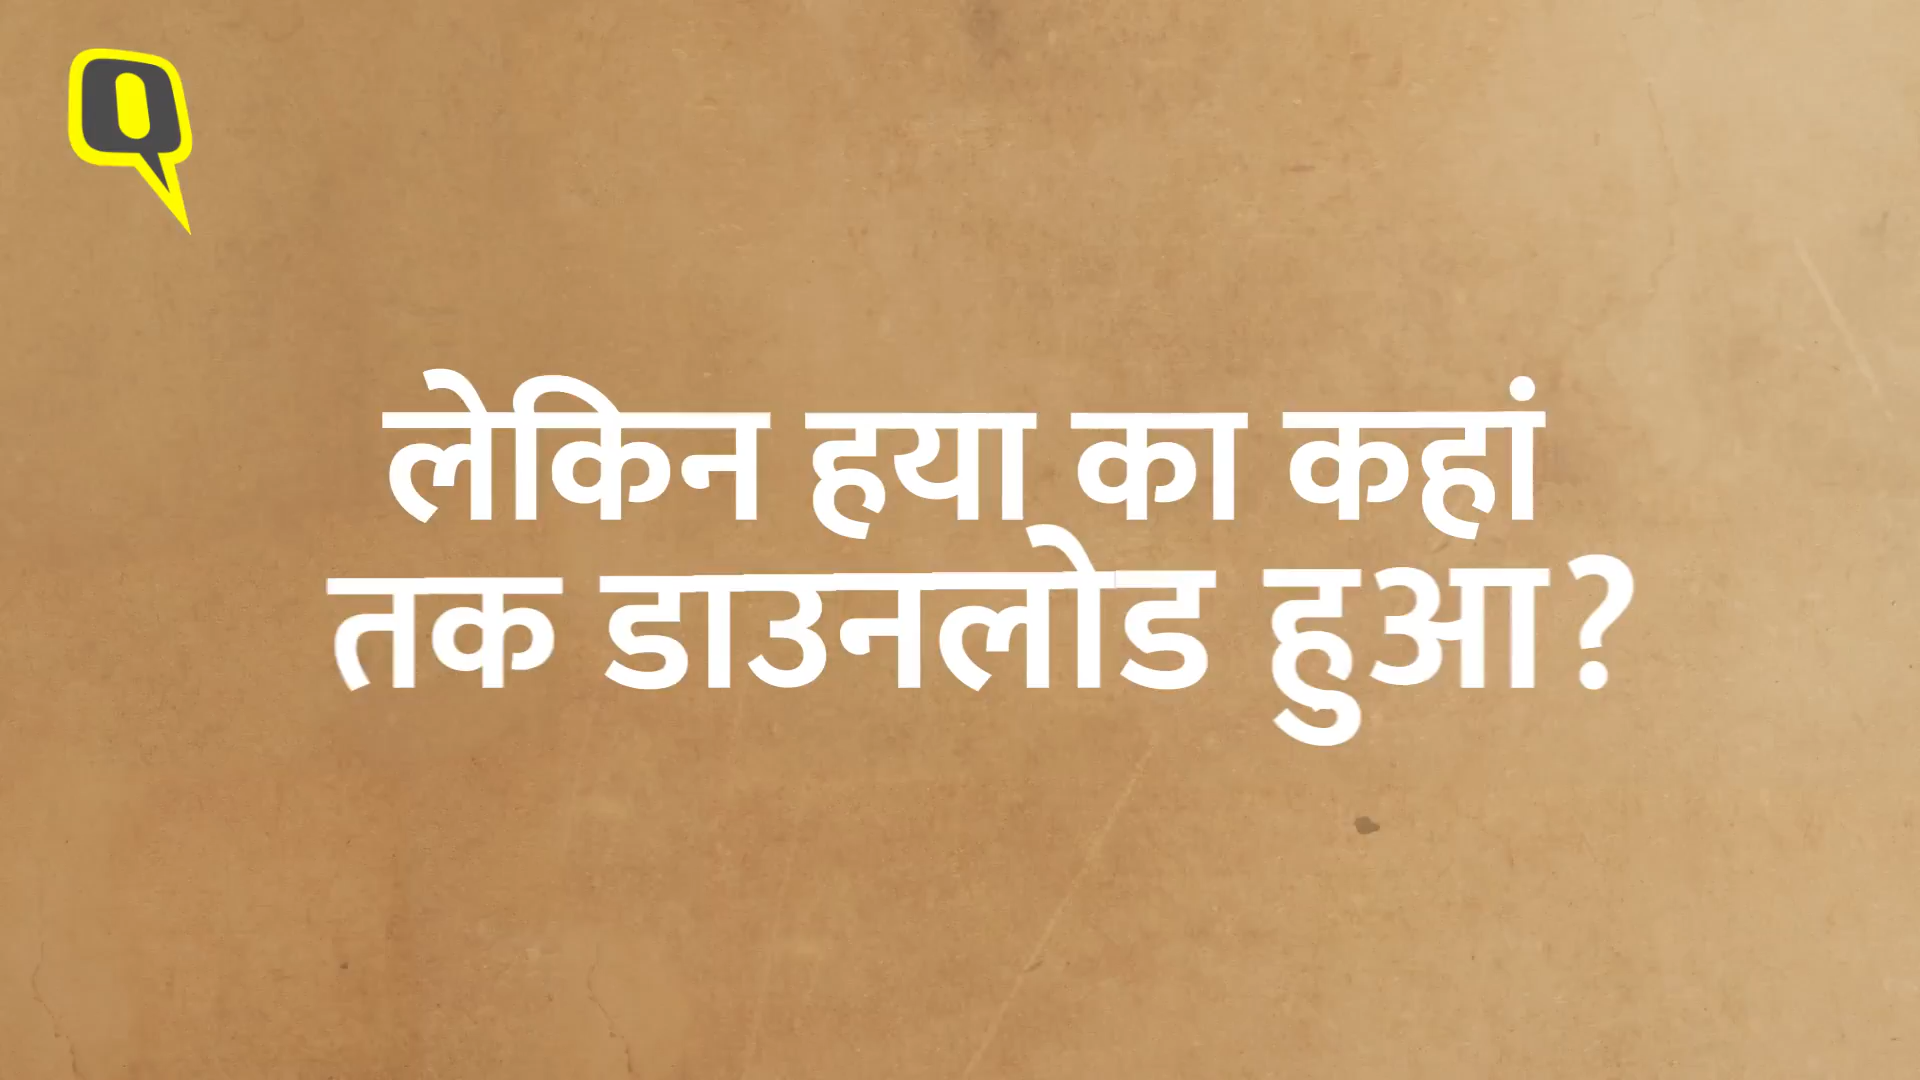 Q
लेकिन हया का कहां
तक डाउनलोड हुआ?